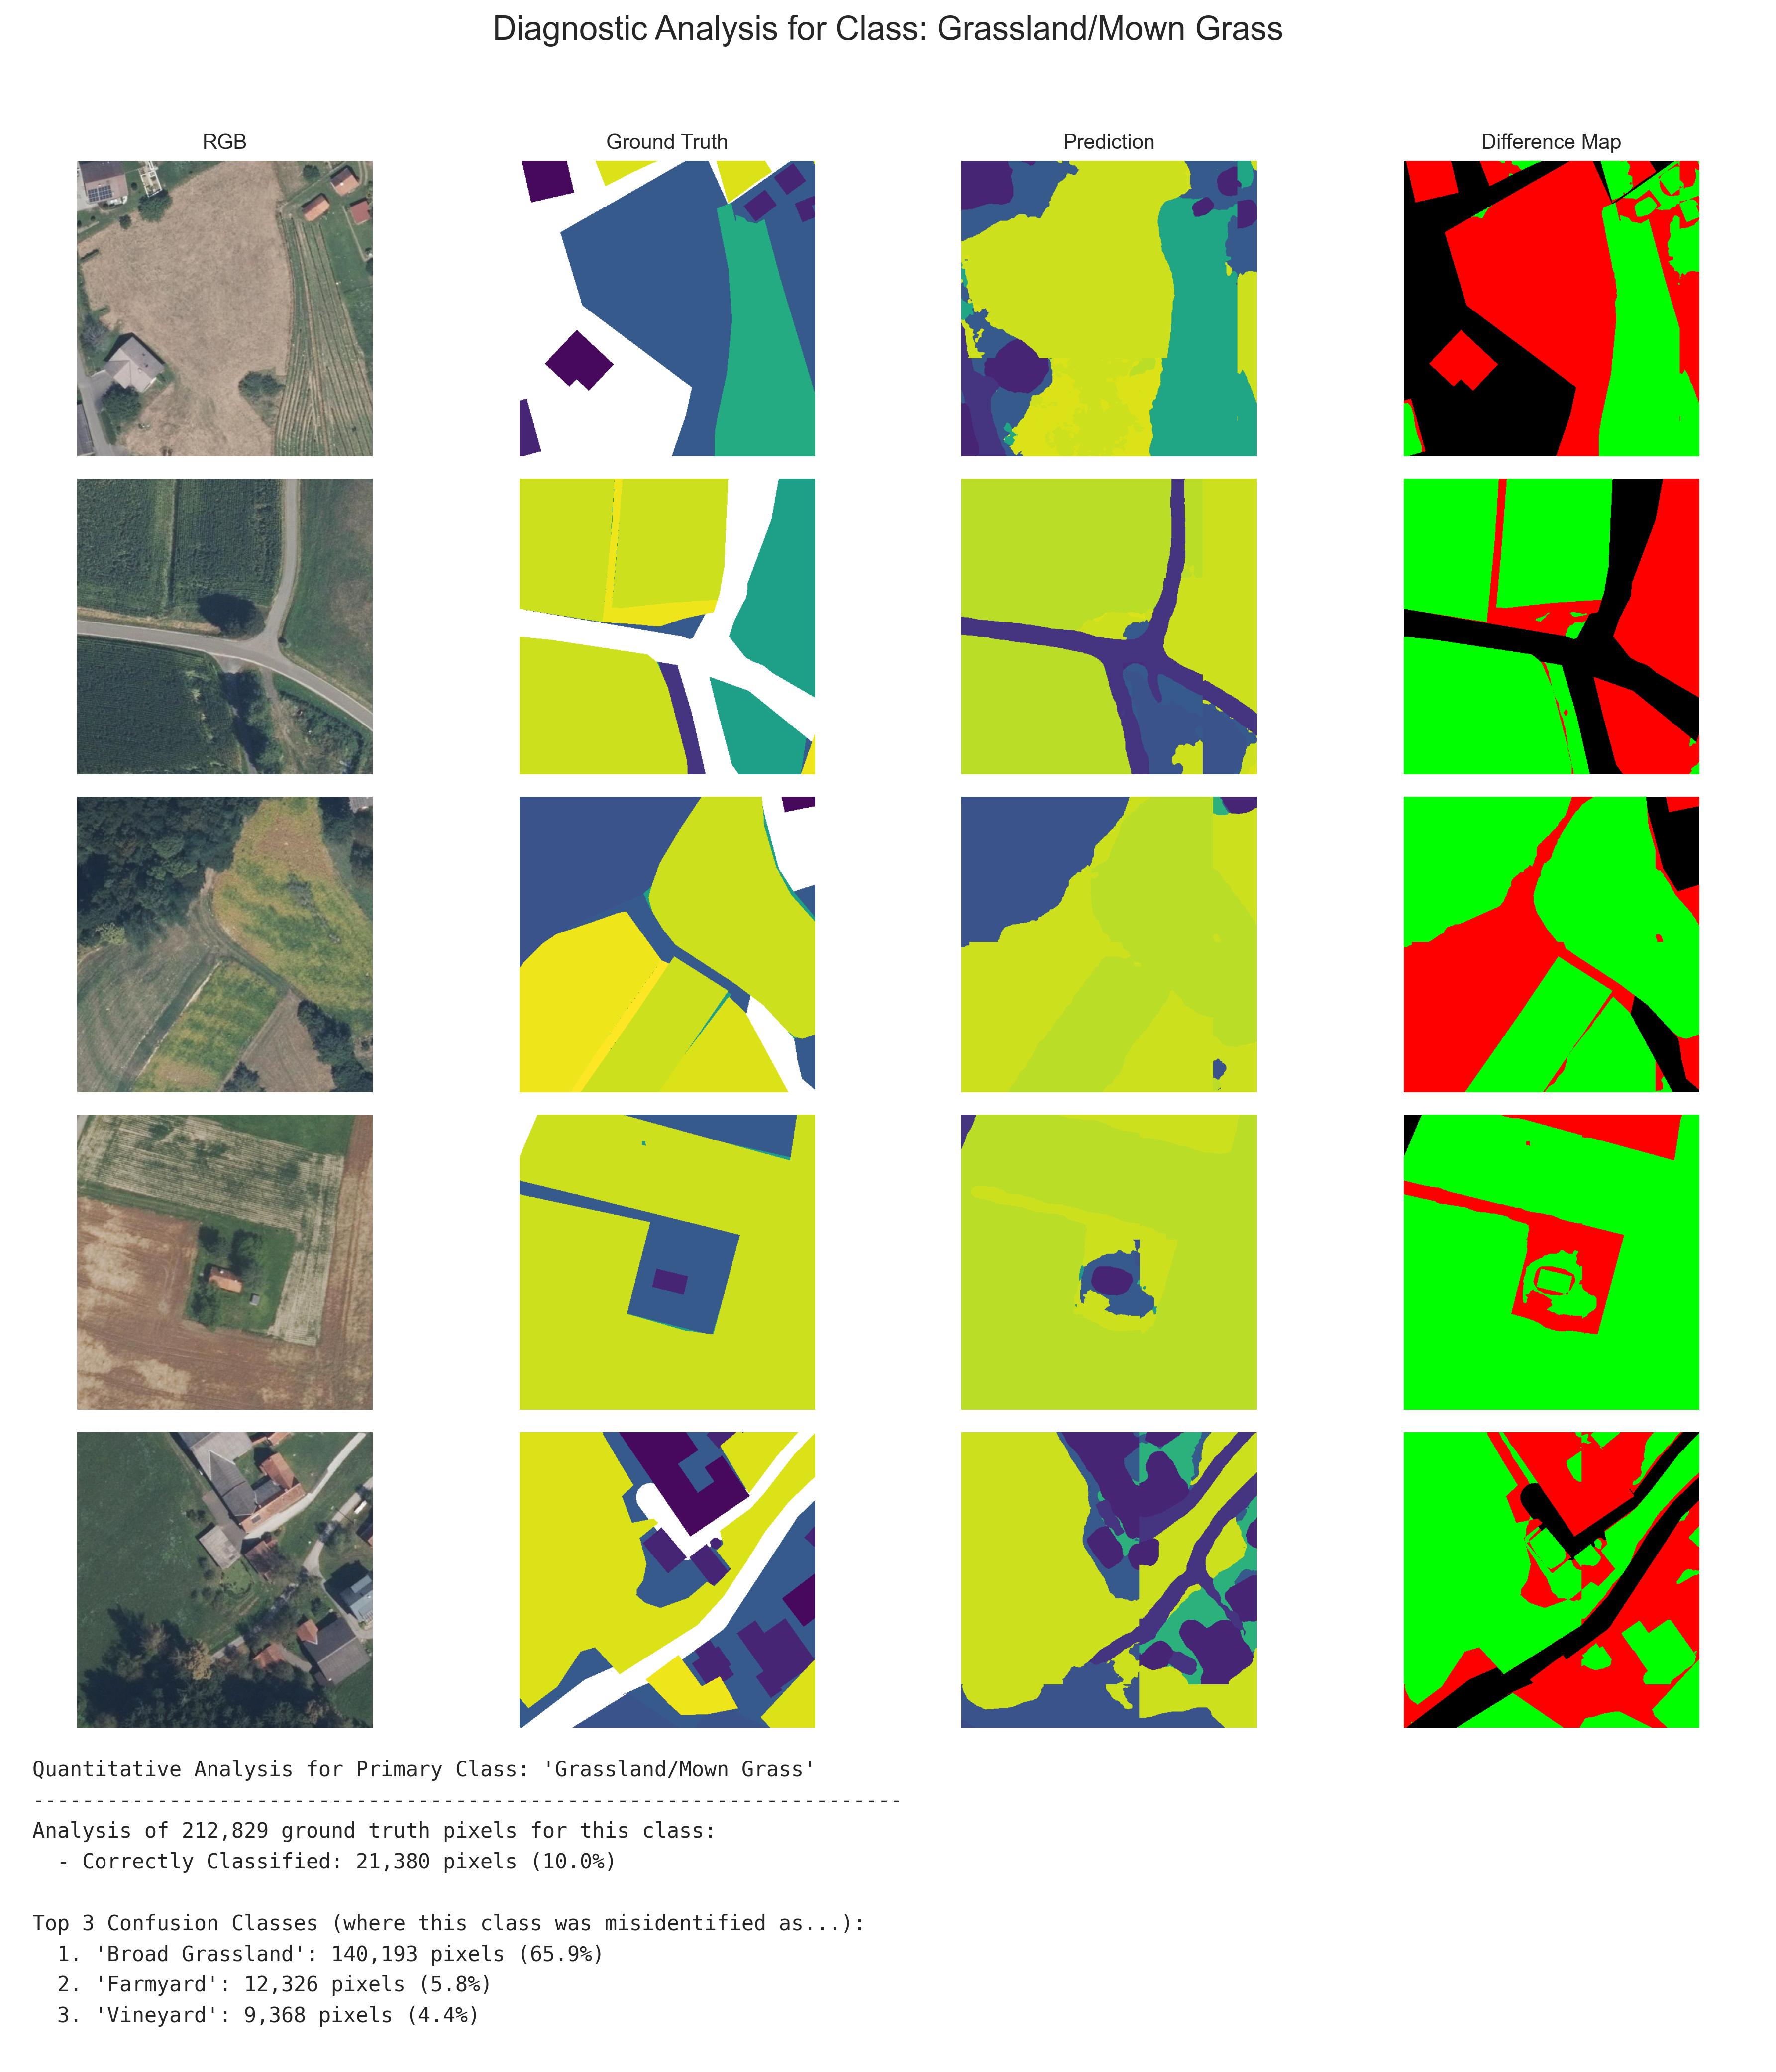 Diagnostic Analysis for Class: Grassland/Mown Grass
RGB
Ground Truth
Prediction
Difference Map
Quantitative Analysis for Primary Class: 'Grassland/Mown Grass'
----------------------------------------------------------------------
Analysis of 212,829 ground truth pixels for this class:
- Correctly Classified: 21,380 pixels (10.0%)
Top 3 Confusion Classes (where this class was misidentified as...):
1. 'Broad Grassland': 140,193 pixels (65.9%)
2. 'Farmyard': 12,326 pixels (5.8%)
3. 'Vineyard': 9,368 pixels (4.4%)